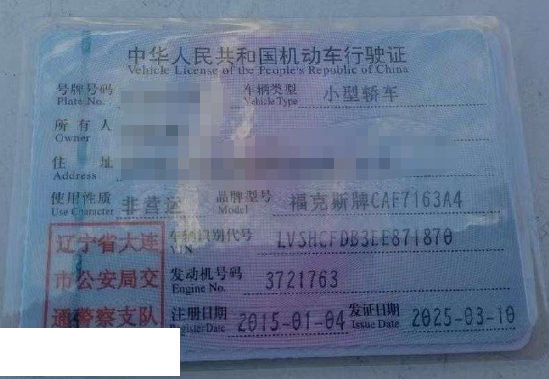 中华人民共和国机动车行驶证
Vehicle License of the People's Republic of China
号牌号码 车辆类型 小型轿车
Plate No. Vehicle Type
所有人
Owner
住址
Address
使用性质 非营运 品牌型号 福克斯牌CAF7163A4
Use Character Model
辽宁省大连 车辆识别代号 LVSHCFDB3EE871870
VIN
市公安局交 发动机号码 3721763
Engine No.
通警察支队 注册日期 2015-01-04 发证日期 2025-03-10
Register Date Issue Date